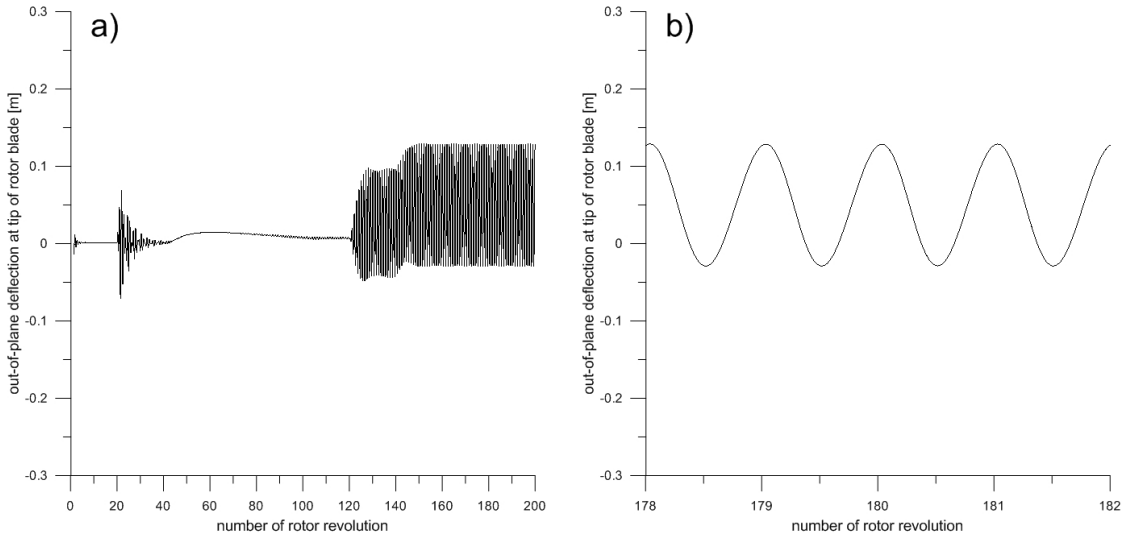 a)
out-of-plane deflection at tip of rotor blade [m]
0.3
0.2
0.1
0
-0.1
-0.2
-0.3
0 20 40 60 80 100 120 140 160 180 200
number of rotor revolution
b)
out-of-plane deflection at tip of rotor blade [m]
0.3
0.2
0.1
0
-0.1
-0.2
-0.3
178 179 180 181 182
number of rotor revolution